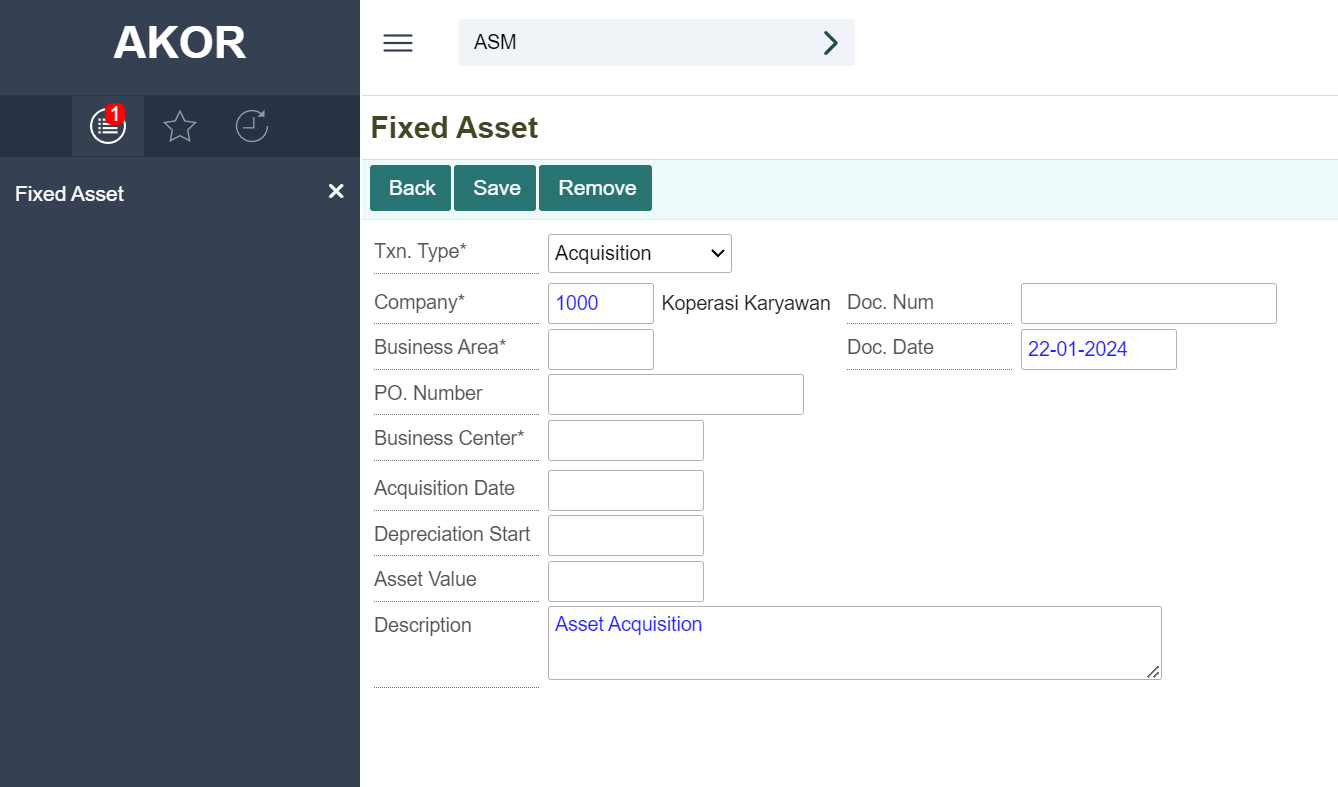 AKOR
ASM
1
Fixed Asset
Fixed Asset
Back Save Remove
Txn. Type* Acquisition
Company* 1000 Koperasi Karyawan Doc. Num
Business Area* Doc. Date 22-01-2024
PO. Number
Business Center*
Acquisition Date
Depreciation Start
Asset Value
Description Asset Acquisition